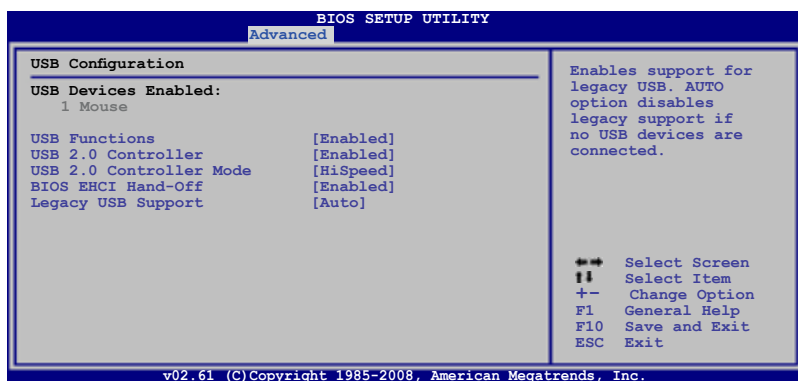 BIOS SETUP UTILITY
Advanced
USB Configuration
USB Devices Enabled:
1 Mouse
USB Functions [Enabled]
USB 2.0 Controller [Enabled]
USB 2.0 Controller Mode [HiSpeed]
BIOS EHCI Hand-Off [Enabled]
Legacy USB Support [Auto]
Enables support for
legacy USB. AUTO
option disables
legacy support if
no USB devices are
connected.
←→ Select Screen
↑↓ Select Item
+- Change Option
F1 General Help
F10 Save and Exit
ESC Exit
v02.61 (C)Copyright 1985-2008, American Megatrends, Inc.